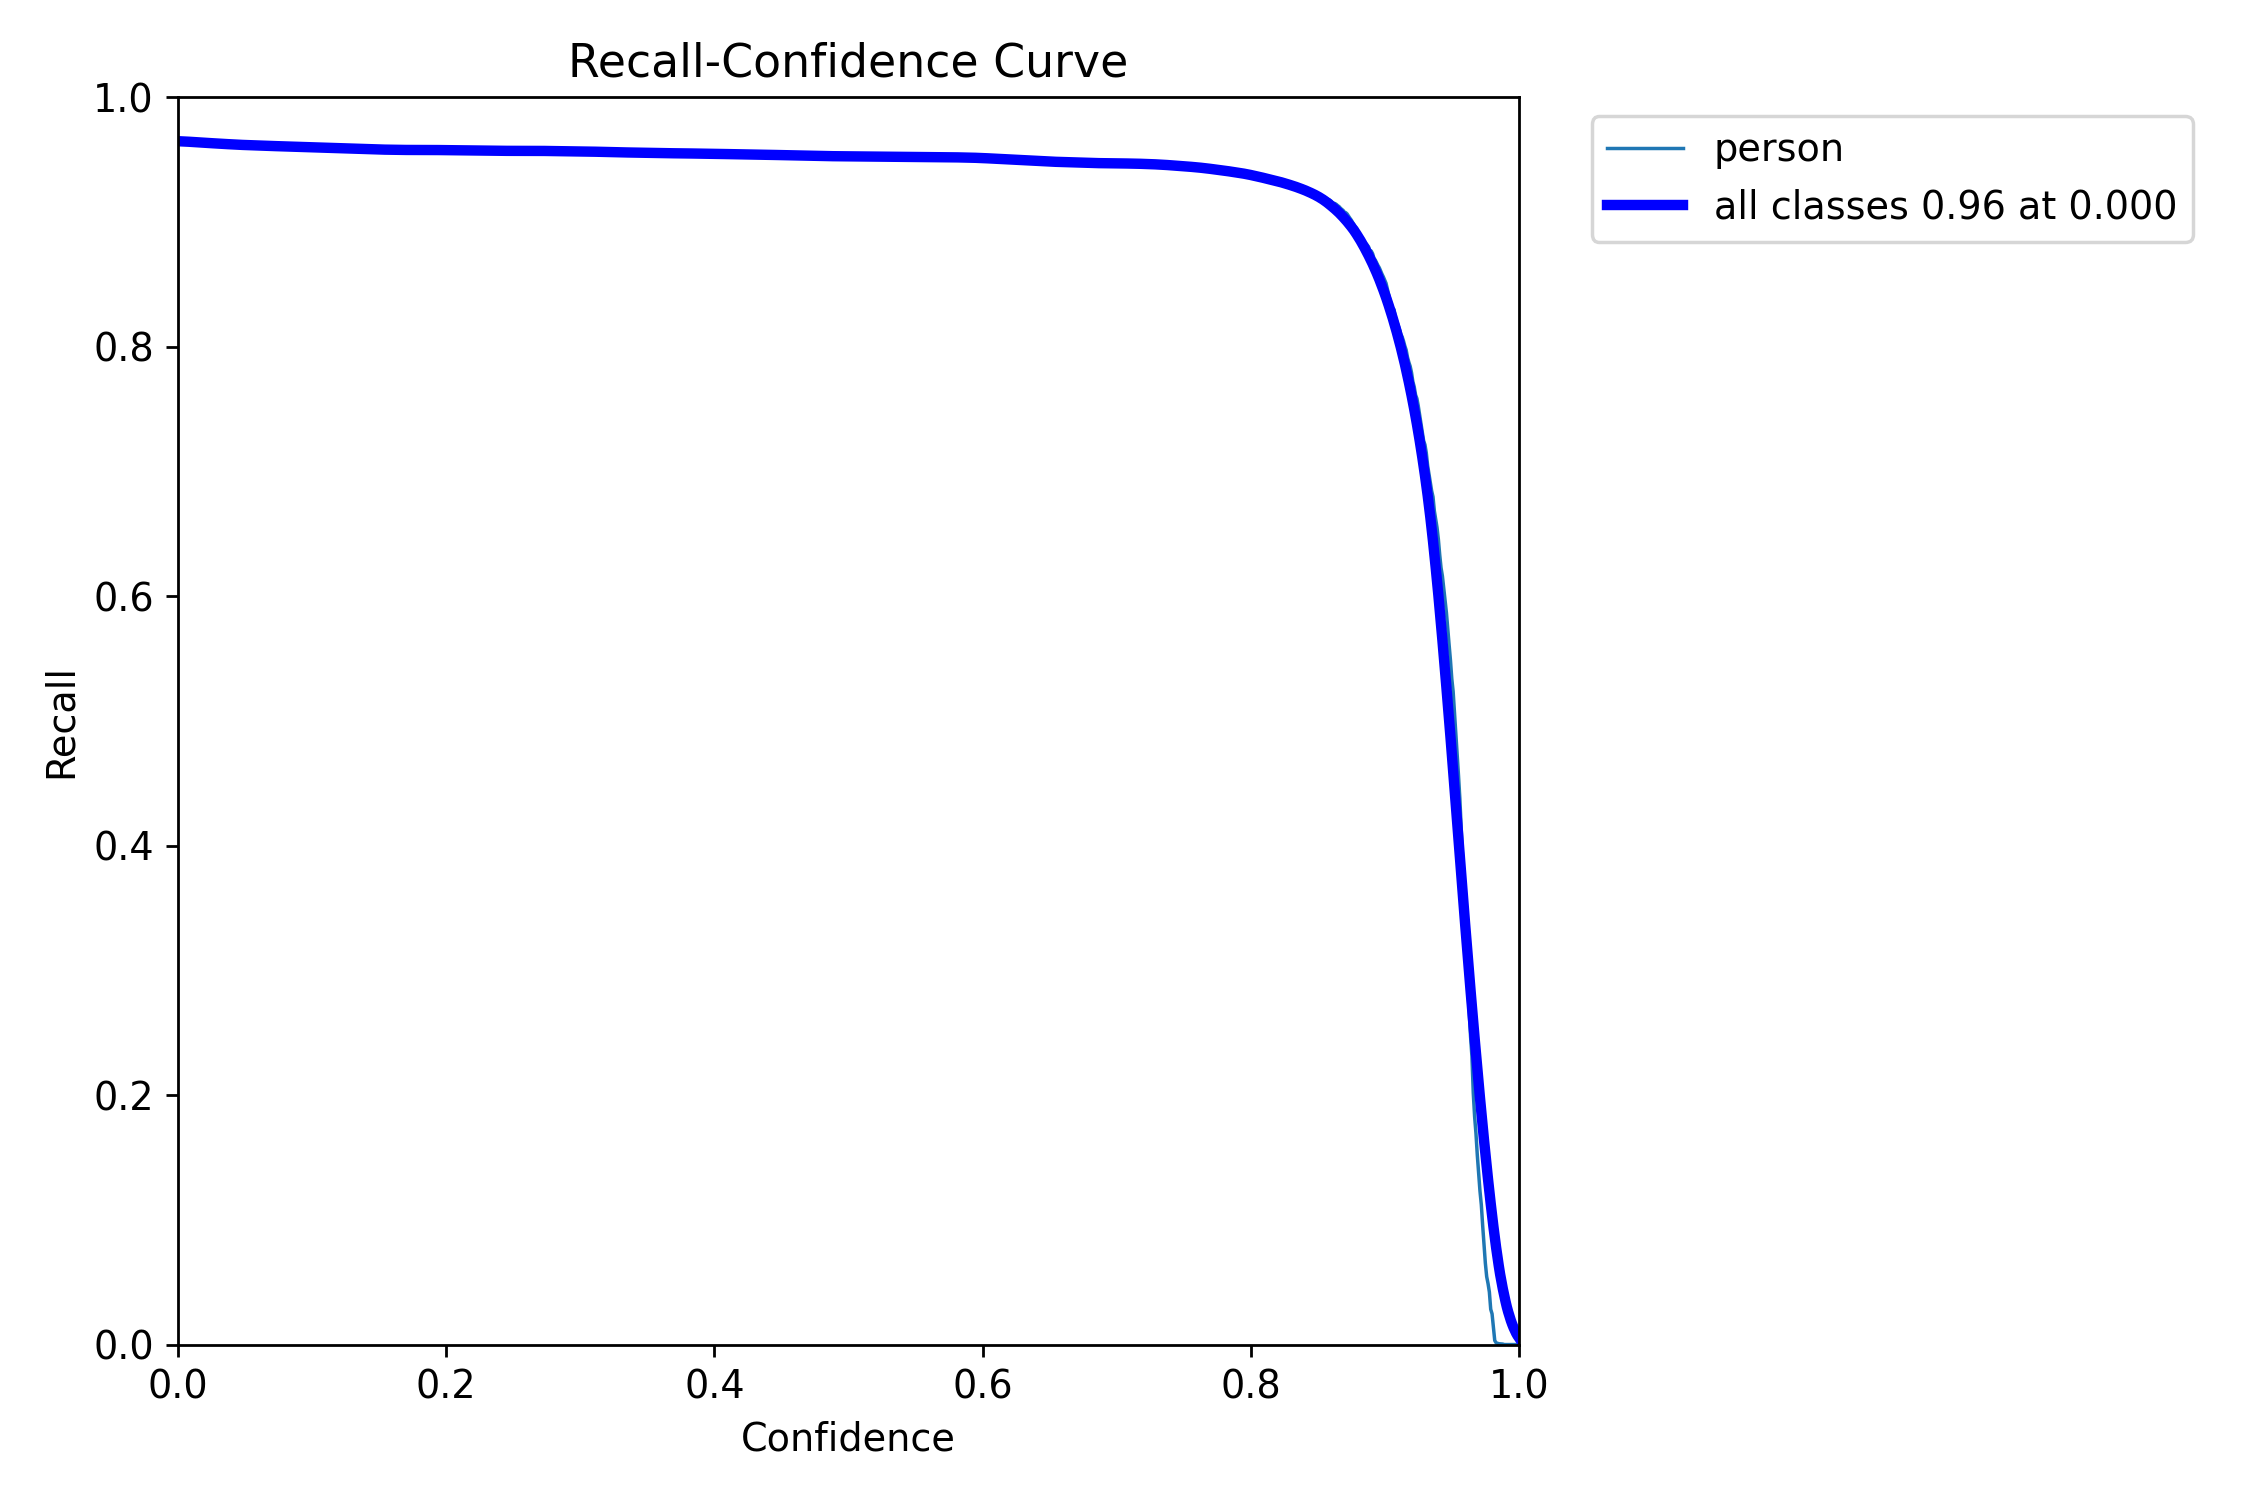 Recall-Confidence Curve
1.0
0.8
0.6
0.4
0.2
0.0
Recall
0.0 0.2 0.4 0.6 0.8 1.0
Confidence
person
all classes 0.96 at 0.000